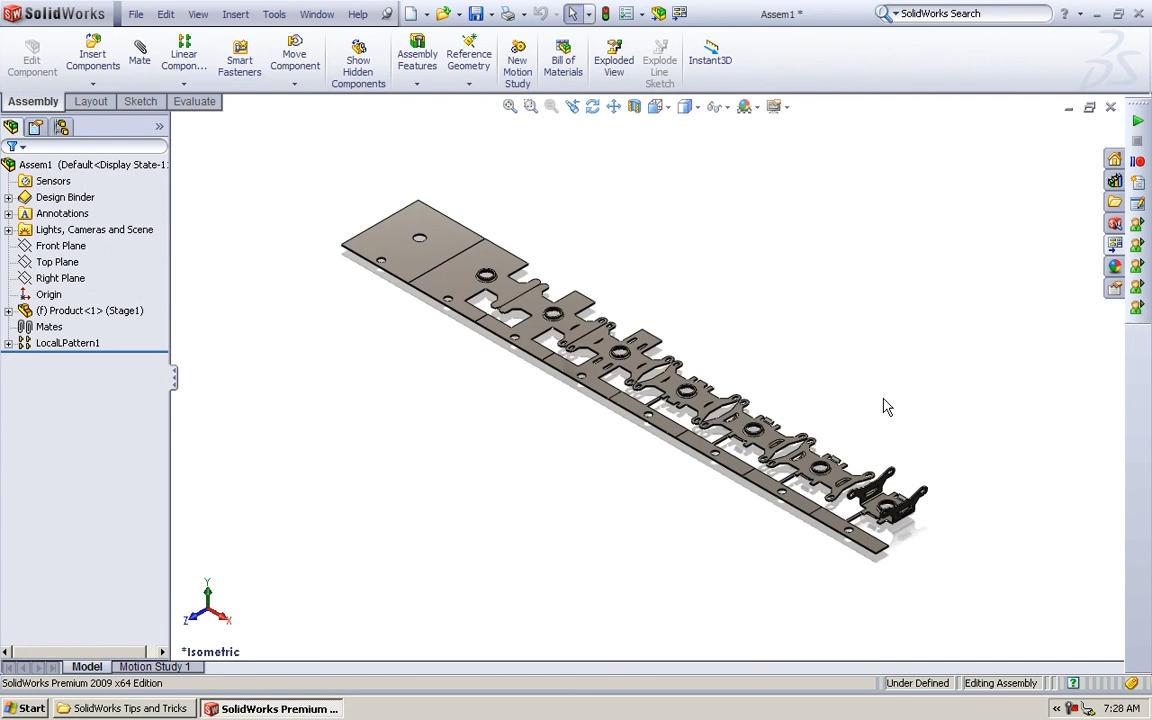 SolidWorks
File
Edit
View
Insert
Tools
Window
Help
Assem1 *
SolidWorks Search
Edit
Component
Insert
Components
Mate
Linear
Compon...
Smart
Fasteners
Move
Component
Show
Hidden
Components
Assembly
Features
Reference
Geometry
New
Motion
Study
Bill of
Materials
Exploded
View
Explode
Line
Sketch
Instant3D
Assembly
Layout
Sketch
Evaluate
Assem1 (Default<Display State-1
Sensors
Design Binder
Annotations
Lights, Cameras and Scene
Front Plane
Top Plane
Right Plane
Origin
(f) Product<1> (Stage1)
Mates
LocalLPattern1
Y
Z
X
*Isometric
Model
Motion Study 1
SolidWorks Premium 2009 x64 Edition
Under Defined
Editing Assembly
Start
SolidWorks Tips and Tricks
SolidWorks Premium ...
7:28 AM